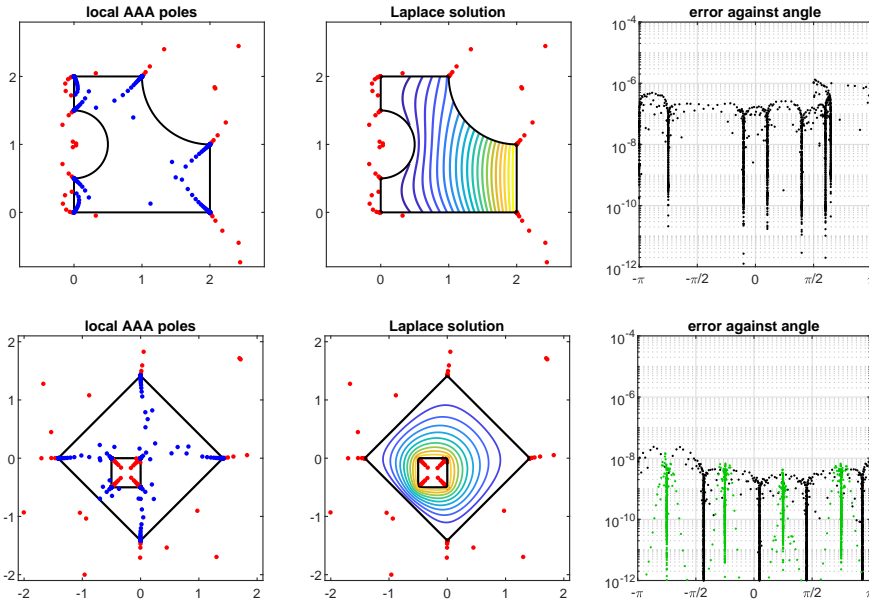 local AAA poles
2
1
0
0 1 2
Laplace solution
2
1
0
0 1 2
error against angle
10^-4
10^-6
10^-8
10^-10
10^-12
-π -π/2 0 π/2
local AAA poles
2
1
0
-1
-2
-2 -1 0 1 2
Laplace solution
2
1
0
-1
-2
-2 -1 0 1 2
error against angle
10^-4
10^-6
10^-8
10^-10
10^-12
-π -π/2 0 π/2